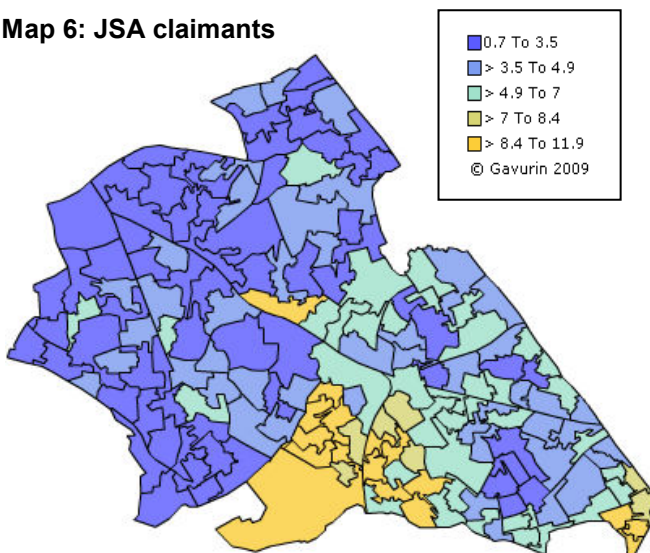 Map 6: JSA claimants
0.7 To 3.5
> 3.5 To 4.9
> 4.9 To 7
> 7 To 8.4
> 8.4 To 11.9
© Gavurin 2009